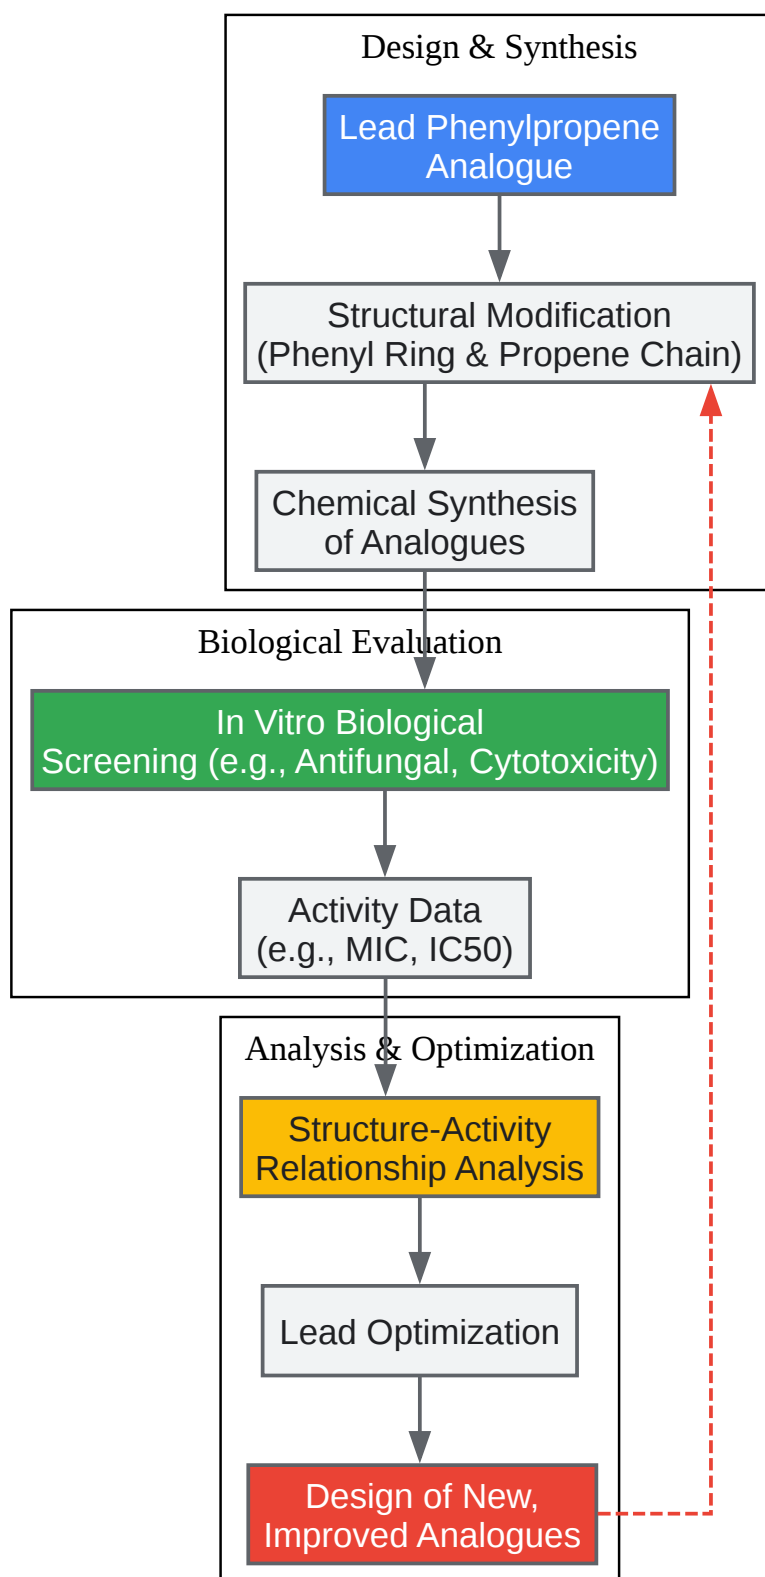 Design & Synthesis
Lead Phenylpropene
Analogue
Structural Modification
(Phenyl Ring & Propene Chain)
Chemical Synthesis
of Analogues
Biological Evaluation
In Vitro Biological
Screening (e.g., Antifungal, Cytotoxicity)
Activity Data
(e.g., MIC, IC50)
Analysis & Optimization
Structure-Activity
Relationship Analysis
Lead Optimization
Design of New,
Improved Analogues